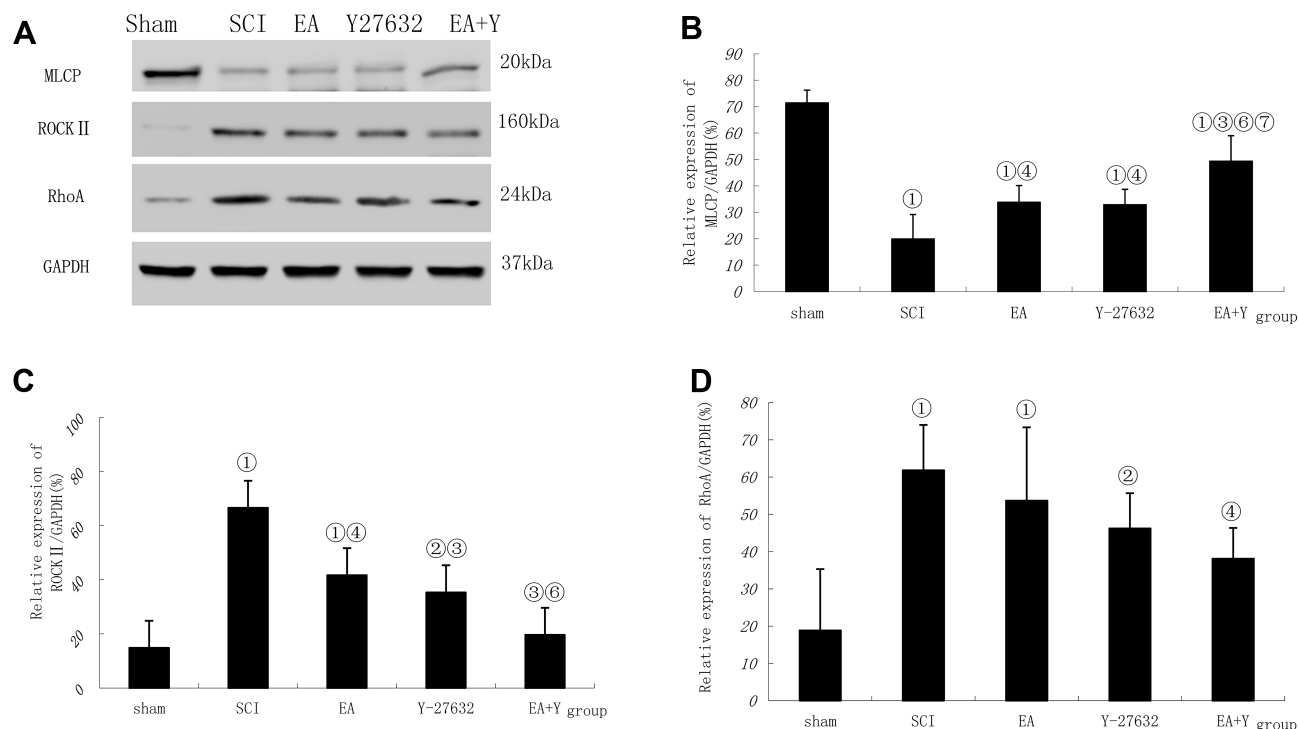 A
Sham SCI EA Y27632 EA+Y
MLCP 20kDa
ROCKⅡ 160kDa
RhoA 24kDa
GAPDH 37kDa
B
Relative expression of
MLCP/GAPDH(%)
90
80
70
60
50
40
30
20
10
0
①
①④
①④
①③⑥⑦
sham SCI EA Y-27632 EA+Y group
C
Relative expression of
ROCKⅡ/GAPDH(%)
100
80
60
40
20
0
①
①④
②③
③⑥
sham SCI EA Y-27632 EA+Y group
D
Relative expression of RhoA/GAPDH(%)
80
70
60
50
40
30
20
10
0
①
①
②
④
sham SCI EA Y-27632 EA+Y group